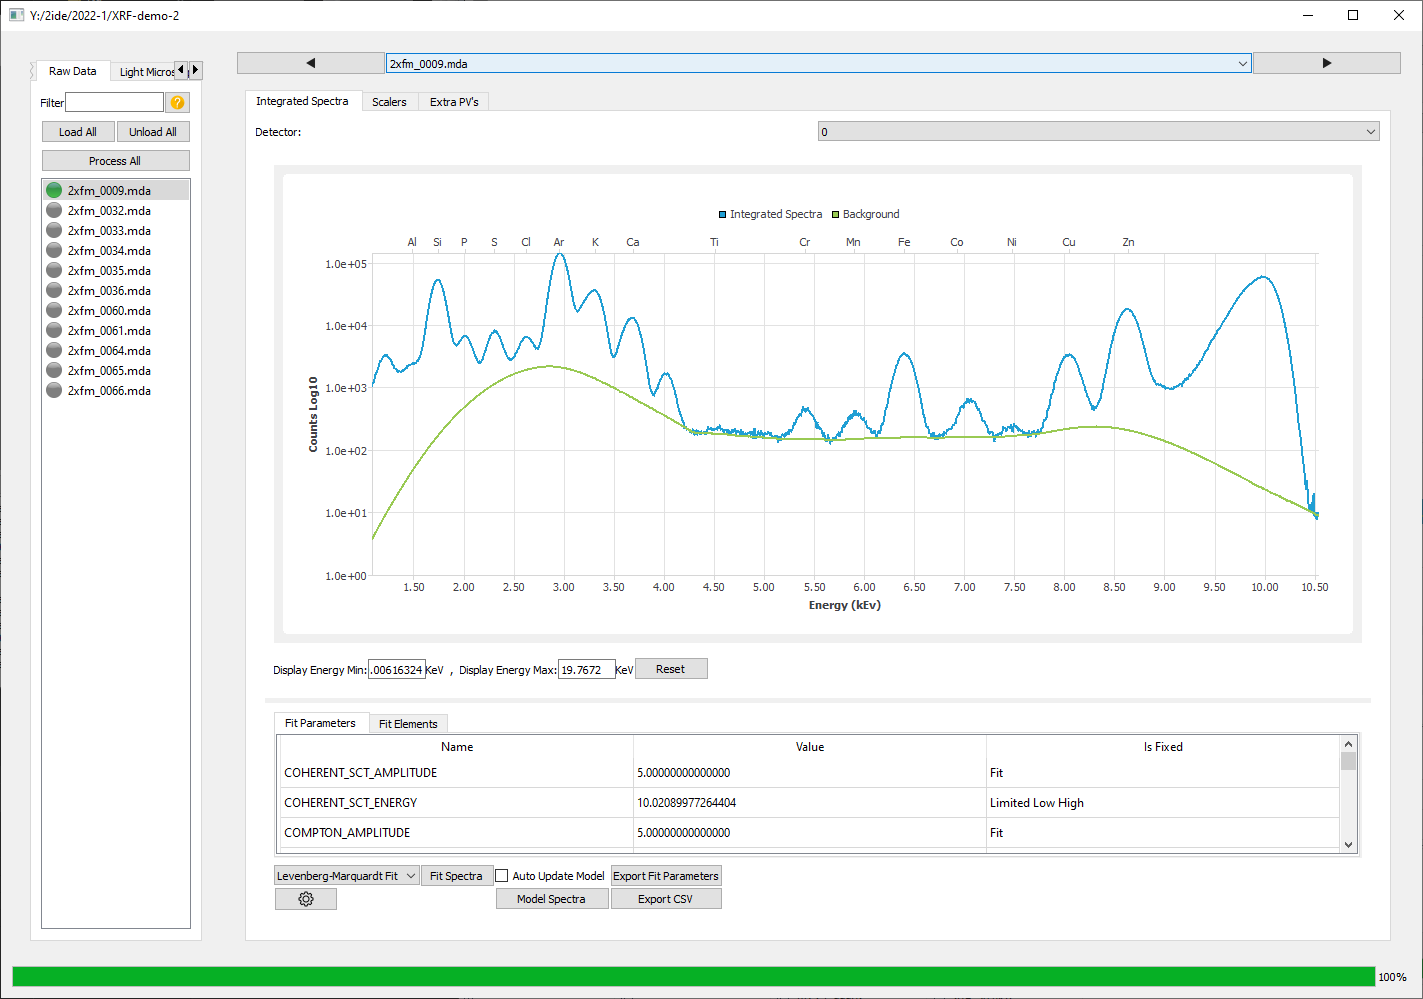 Y:/2ide/2022-1/XRF-demo-2
Raw Data
Light Micros
2xfm_0009.mda
Filter
Load All
Unload All
Process All
2xfm_0009.mda
2xfm_0032.mda
2xfm_0033.mda
2xfm_0034.mda
2xfm_0035.mda
2xfm_0036.mda
2xfm_0060.mda
2xfm_0061.mda
2xfm_0064.mda
2xfm_0065.mda
2xfm_0066.mda
Integrated Spectra Scalers Extra PV's
Detector: 0
Integrated Spectra Background
Al Si P S Cl Ar K Ca Ti Cr Mn Fe Co Ni Cu Zn
Counts Log10
1.0e+05
1.0e+04
1.0e+03
1.0e+02
1.0e+01
1.0e+00
1.50 2.00 2.50 3.00 3.50 4.00 4.50 5.00 5.50 6.00 6.50 7.00 7.50 8.00 8.50 9.00 9.50 10.00 10.50
Energy (kEv)
Display Energy Min: .00616324 KeV , Display Energy Max: 19.7672 KeV Reset
Fit Parameters Fit Elements
Name Value Is Fixed
COHERENT_SCT_AMPLITUDE 5.00000000000000 Fit
COHERENT_SCT_ENERGY 10.02089977264404 Limited Low High
COMPTON_AMPLITUDE 5.00000000000000 Fit
Levenberg-Marquardt Fit Fit Spectra Auto Update Model Export Fit Parameters
Model Spectra Export CSV
100%